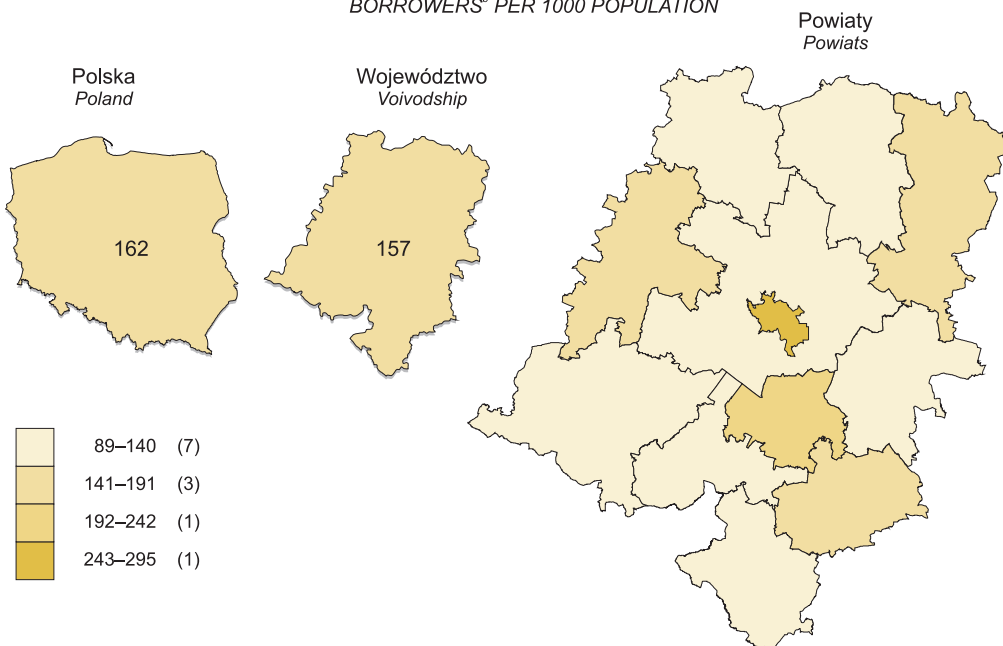 BORROWERS PER 1000 POPULATION
Powiaty
Powiats
Polska
Poland
Województwo
Voivodship
162
157
89–140 (7)
141–191 (3)
192–242 (1)
243–295 (1)